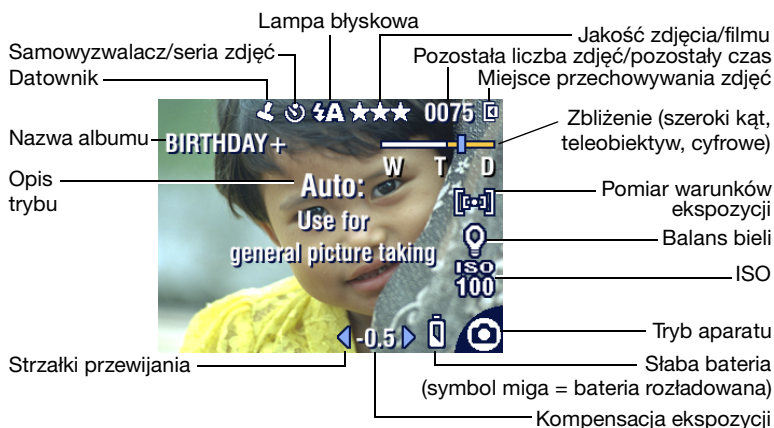 Lampa błyskowa
Jakość zdjęcia/filmu
Samowyzwalacz/seria zdjęć
Pozostała liczba zdjęć/pozostały czas
Datownik
Miejsce przechowywania zdjęć
0075
Nazwa albumu
BIRTHDAY+
Zbliżenie (szeroki kąt,
teleobiektyw, cyfrowe)
W T D
Opis
trybu
Auto:
Use for
general picture taking
Pomiar warunków
ekspozycji
Balans bieli
ISO
100
ISO
-0.5
Tryb aparatu
Strzałki przewijania
Słaba bateria
(symbol miga = bateria rozładowana)
Kompensacja ekspozycji